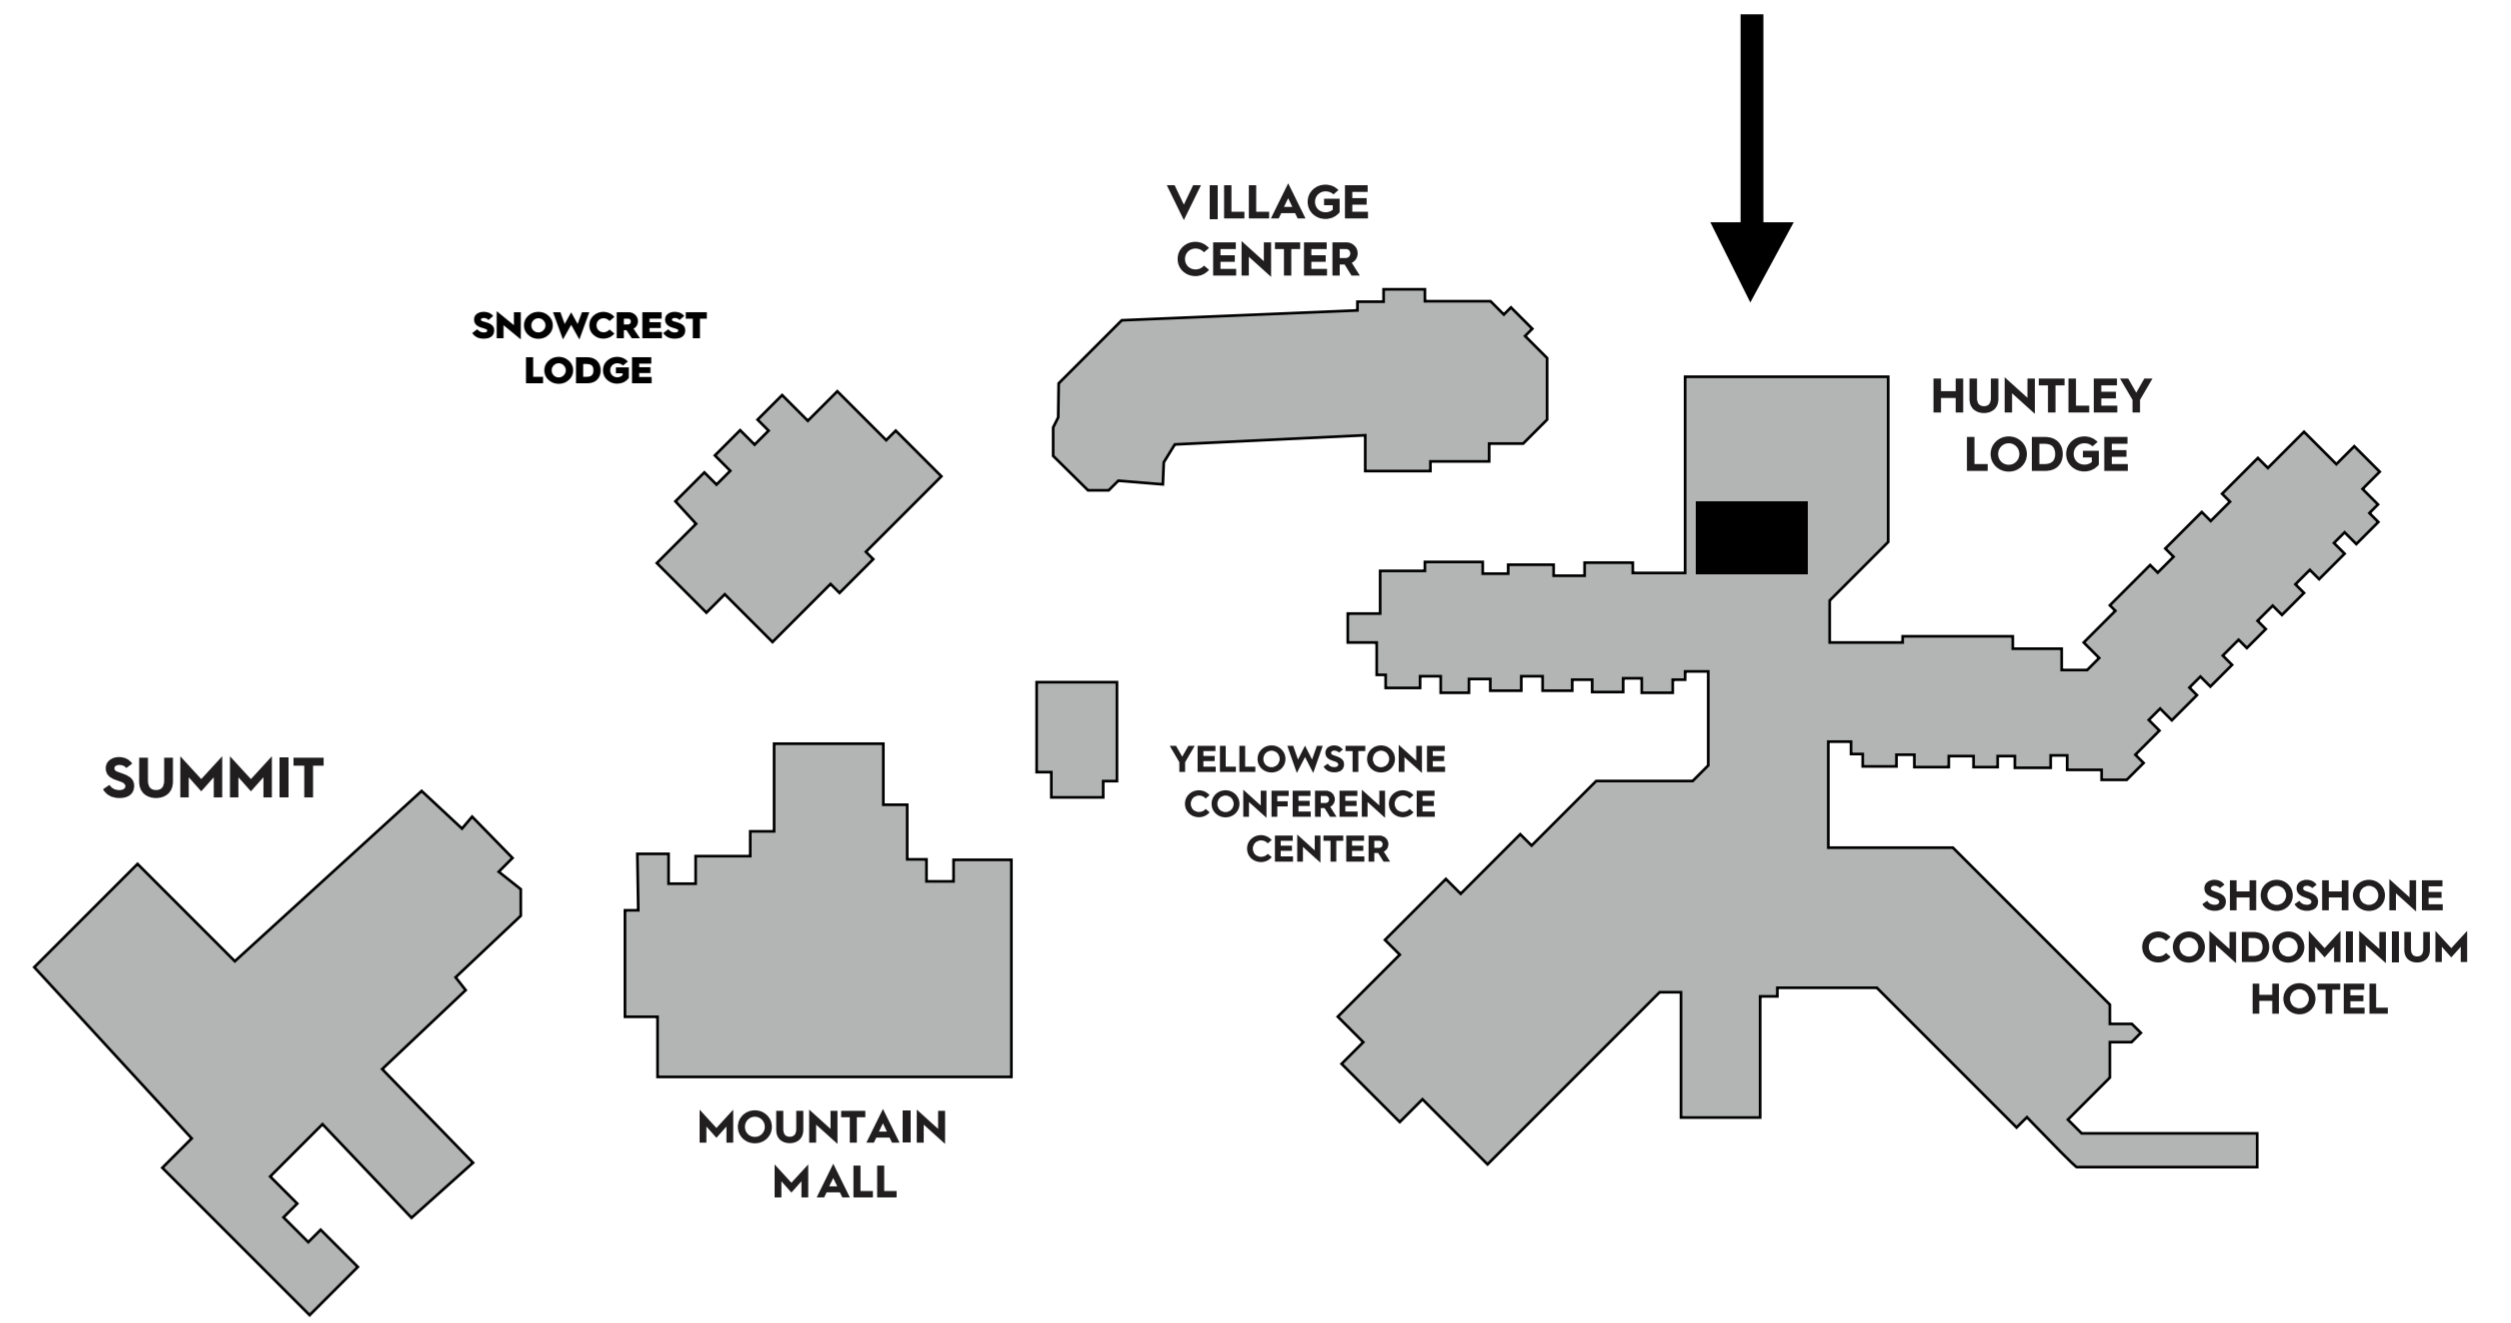 VILLAGE
CENTER
SNOWCREST
LODGE
HUNTLEY
LODGE
SUMMIT
YELLOWSTONE
CONFERENCE
CENTER
SHOSHONE
CONDOMINIUM
HOTEL
MOUNTAIN
MALL